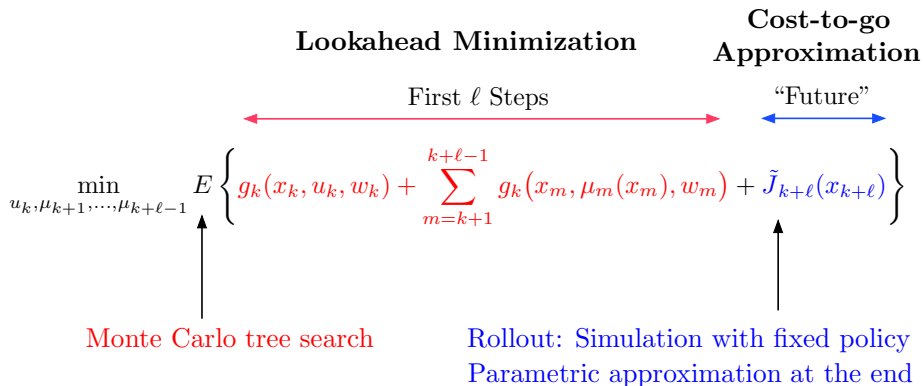 Lookahead Minimization
Cost-to-go
Approximation
First ℓ Steps
“Future”
min_{u_k,μ_{k+1},...,μ_{k+ℓ−1}} E { g_k(x_k, u_k, w_k) + ∑_{m=k+1}^{k+ℓ−1} g_k(x_m, μ_m(x_m), w_m) + J̃_{k+ℓ}(x_{k+ℓ}) }
Monte Carlo tree search
Rollout: Simulation with fixed policy
Parametric approximation at the end